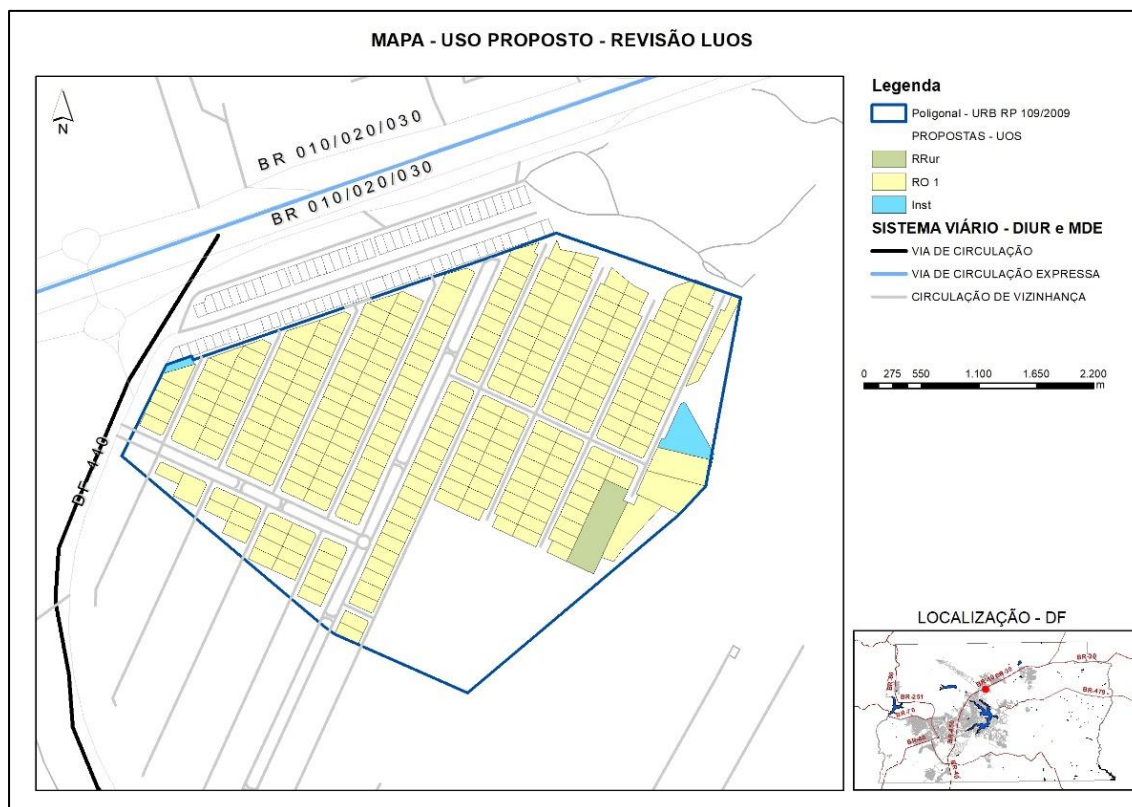 MAPA - USO PROPOSTO - REVISÃO LUOS
N
BR 010/020/030
BR 010/020/030
DF 440
Legenda
Poligonal - URB RP 109/2009
PROPOSTAS - UOS
RRur
RO 1
Inst
SISTEMA VIÁRIO - DIUR e MDE
VIA DE CIRCULAÇÃO
VIA DE CIRCULAÇÃO EXPRESSA
CIRCULAÇÃO DE VIZINHANÇA
0 275 550 1.100 1.650 2.200
m
LOCALIZAÇÃO - DF
BR-251
BR-70
BR-479